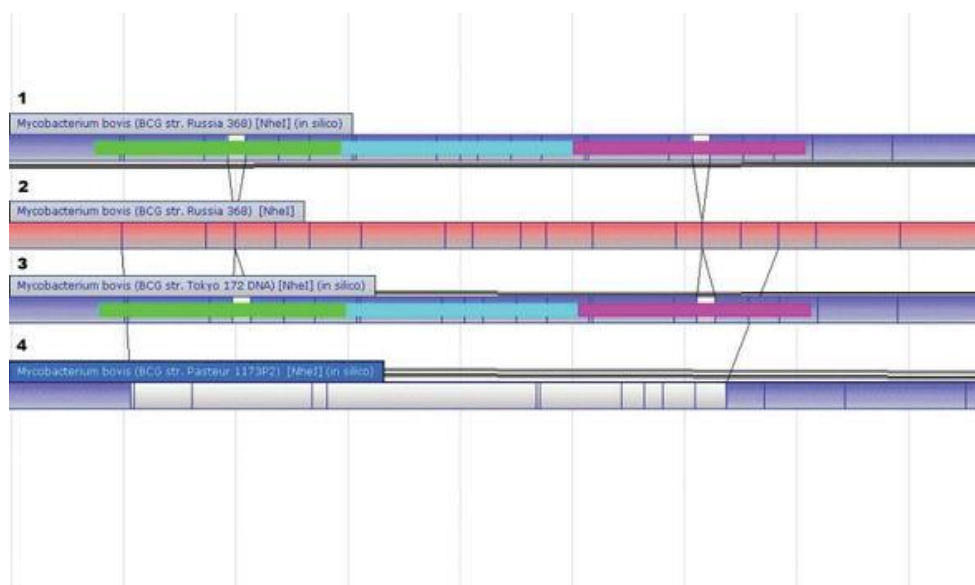 1
Mycobacterium bovis (BCG str. Russia 368) [NheI] (in silico)
2
Mycobacterium bovis (BCG str. Russia 368) [NheI]
3
Mycobacterium bovis (BCG str. Tokyo 172 DNA) [NheI] (in silico)
4
Mycobacterium bovis (BCG str. Pasteur 1173P2) [NheI] (in silico)